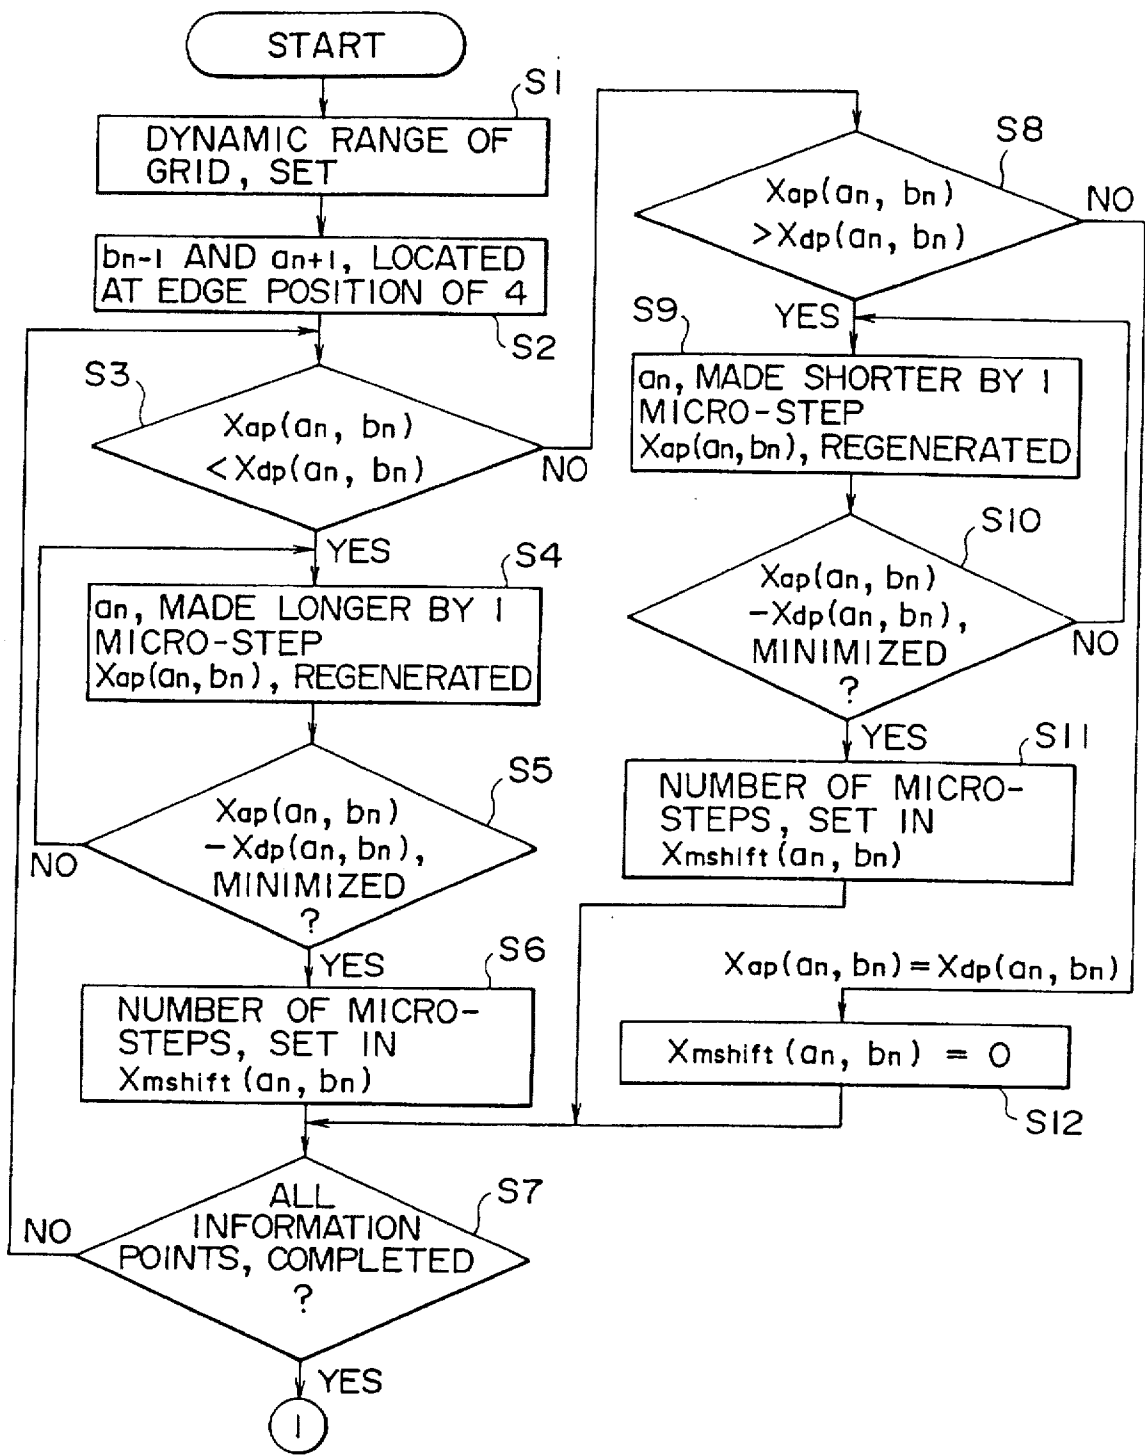 START
S1
DYNAMIC RANGE OF
GRID, SET
bn-1 AND an+1, LOCATED
AT EDGE POSITION OF 4
S2
S3
Xap(an, bn)
<Xdp(an, bn)
NO
YES
S4
an, MADE LONGER BY 1
MICRO-STEP
Xap(an, bn), REGENERATED
S5
Xap(an, bn)
-Xdp(an, bn),
MINIMIZED
?
NO
YES
S6
NUMBER OF MICRO-
STEPS, SET IN
Xmshift(an, bn)
S7
ALL
INFORMATION
POINTS, COMPLETED
?
NO
YES
1
S8
Xap(an, bn)
>Xdp(an, bn)
NO
YES
S9
an, MADE SHORTER BY 1
MICRO-STEP
Xap(an, bn), REGENERATED
S10
Xap(an, bn)
-Xdp(an, bn),
MINIMIZED
?
NO
YES
S11
NUMBER OF MICRO-
STEPS, SET IN
Xmshift(an, bn)
Xap(an, bn)=Xdp(an, bn)
Xmshift(an, bn) = 0
S12